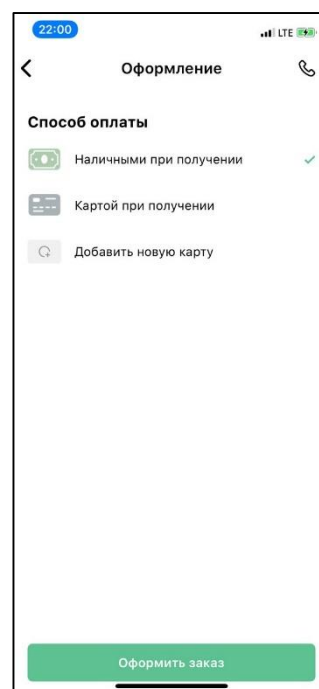 22:00
LTE
Оформление
Способ оплаты
Наличными при получении
Картой при получении
Добавить новую карту
Оформить заказ